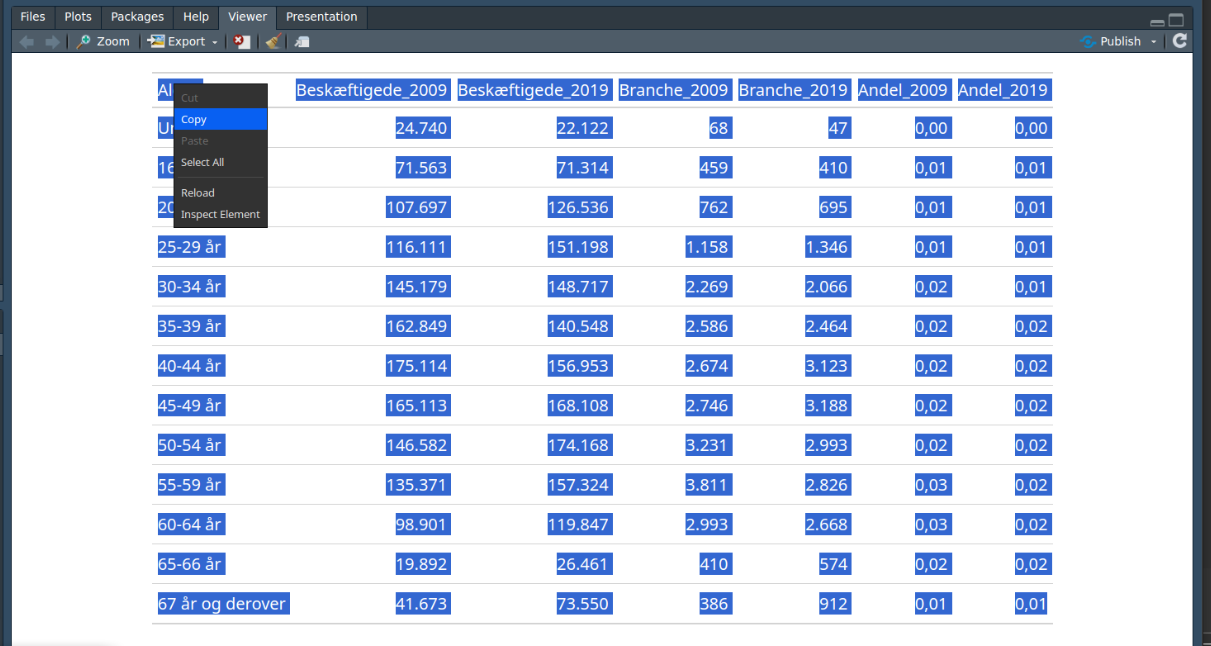 Files Plots Packages Help Viewer Presentation
Zoom Export Publish
Beskæftigede_2009 Beskæftigede_2019 Branche_2009 Branche_2019 Andel_2009 Andel_2019
Cut
Copy
Paste
Select All
Reload
Inspect Element
24.740 22.122 68 47 0,00 0,00
71.563 71.314 459 410 0,01 0,01
107.697 126.536 762 695 0,01 0,01
25-29 år 116.111 151.198 1.158 1.346 0,01 0,01
30-34 år 145.179 148.717 2.269 2.066 0,02 0,01
35-39 år 162.849 140.548 2.586 2.464 0,02 0,02
40-44 år 175.114 156.953 2.674 3.123 0,02 0,02
45-49 år 165.113 168.108 2.746 3.188 0,02 0,02
50-54 år 146.582 174.168 3.231 2.993 0,02 0,02
55-59 år 135.371 157.324 3.811 2.826 0,03 0,02
60-64 år 98.901 119.847 2.993 2.668 0,03 0,02
65-66 år 19.892 26.461 410 574 0,02 0,02
67 år og derover 41.673 73.550 386 912 0,01 0,01